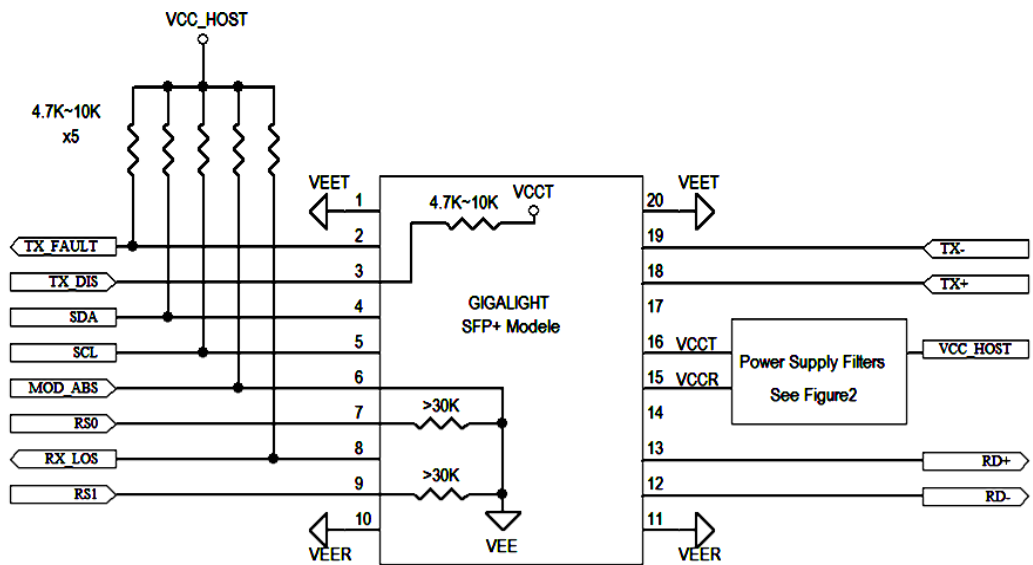 VCC_HOST
4.7K~10K
x5
VEET
1
2
3
4
5
6
7
8
9
10
VEER
TX_FAULT
TX_DIS
SDA
SCL
MOD_ABS
RS0
RX_LOS
RS1
4.7K~10K
VCCT
GIGALIGHT
SFP+ Modele
>30K
>30K
VEE
20
19
18
17
16
15
14
13
12
11
VEET
VCCT
VCCR
Power Supply Filters
See Figure2
TX-
TX+
VCC_HOST
RD+
RD-
VEER